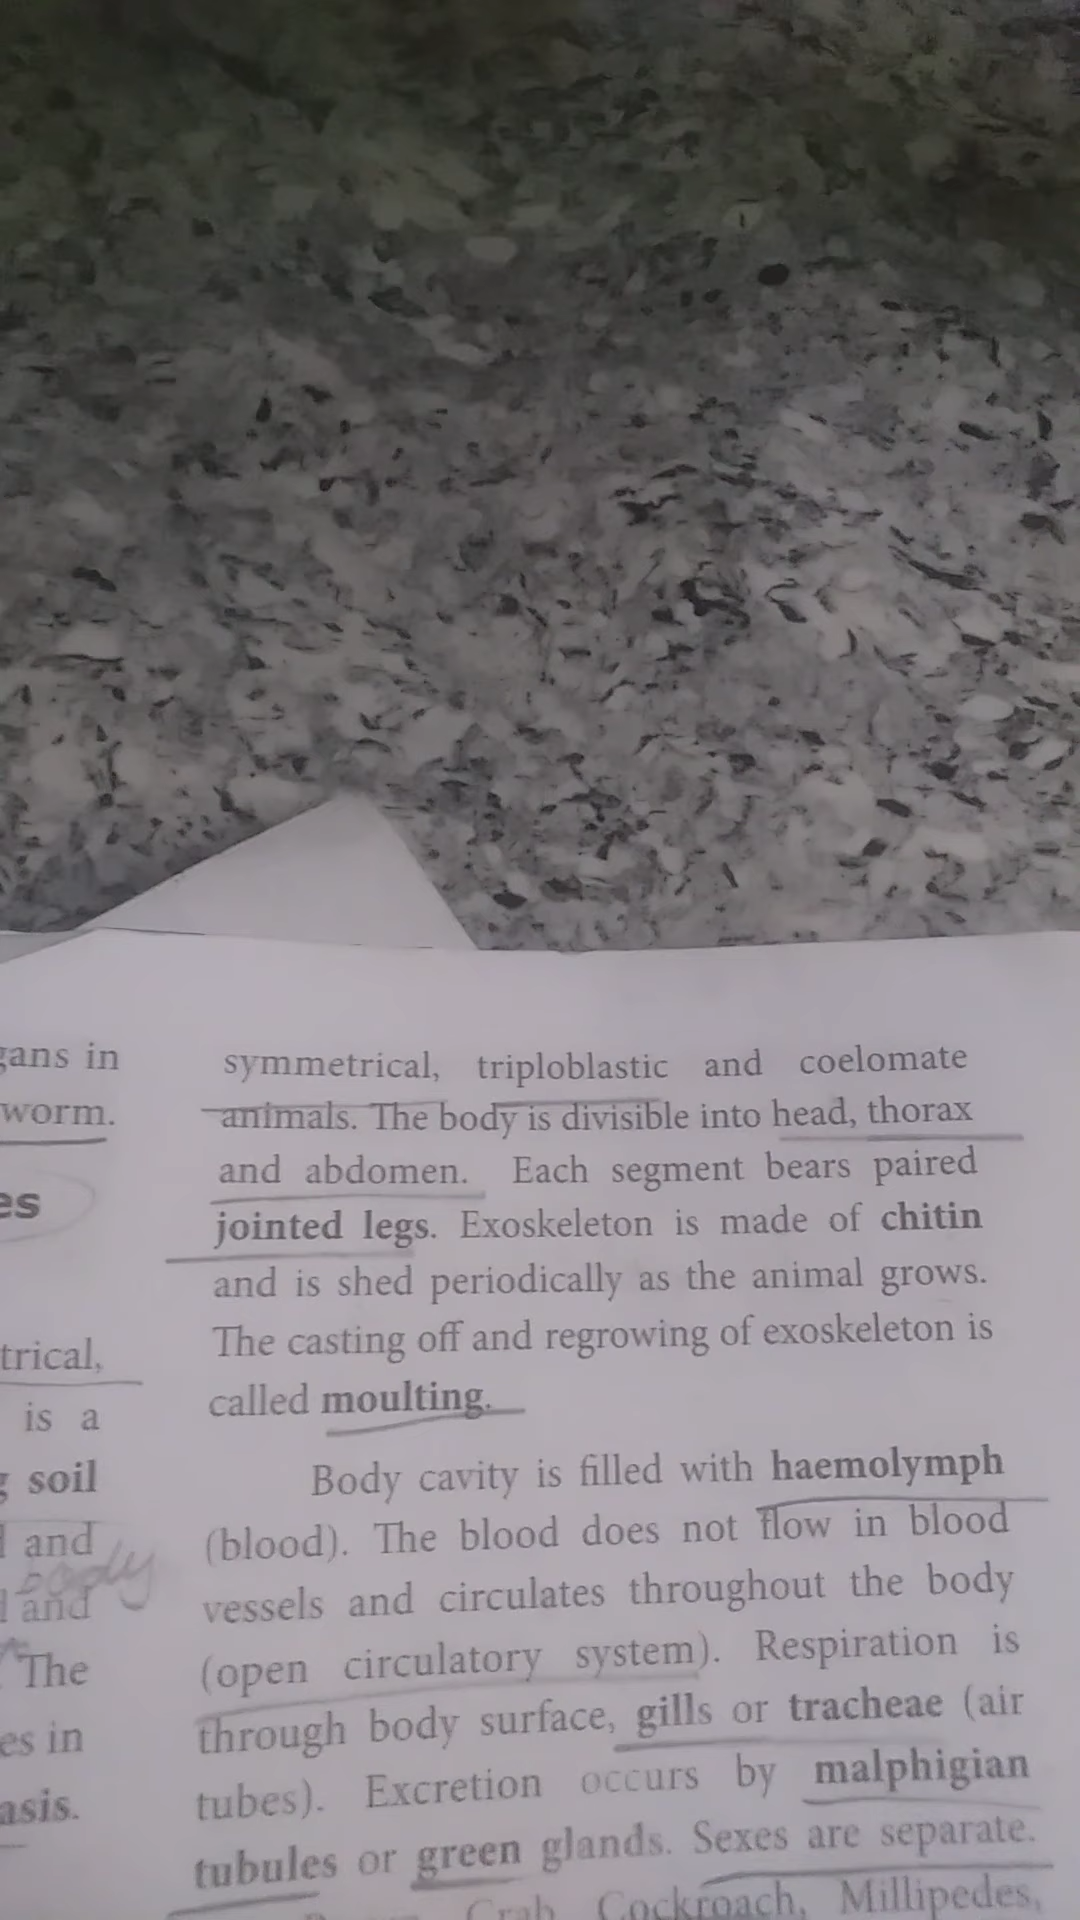 gans in
worm.
es
trical,
is a
soil
and
body
and
The
es in
asis.
symmetrical, triploblastic and coelomate
animals. The body is divisible into head, thorax
and abdomen. Each segment bears paired
jointed legs. Exoskeleton is made of chitin
and is shed periodically as the animal grows.
The casting off and regrowing of exoskeleton is
called moulting.
Body cavity is filled with haemolymph
(blood). The blood does not flow in blood
vessels and circulates throughout the body
(open circulatory system). Respiration is
through body surface, gills or tracheae (air
tubes). Excretion occurs by malphigian
tubules or green glands. Sexes are separate.
Crab, Cockroach, Millipedes,